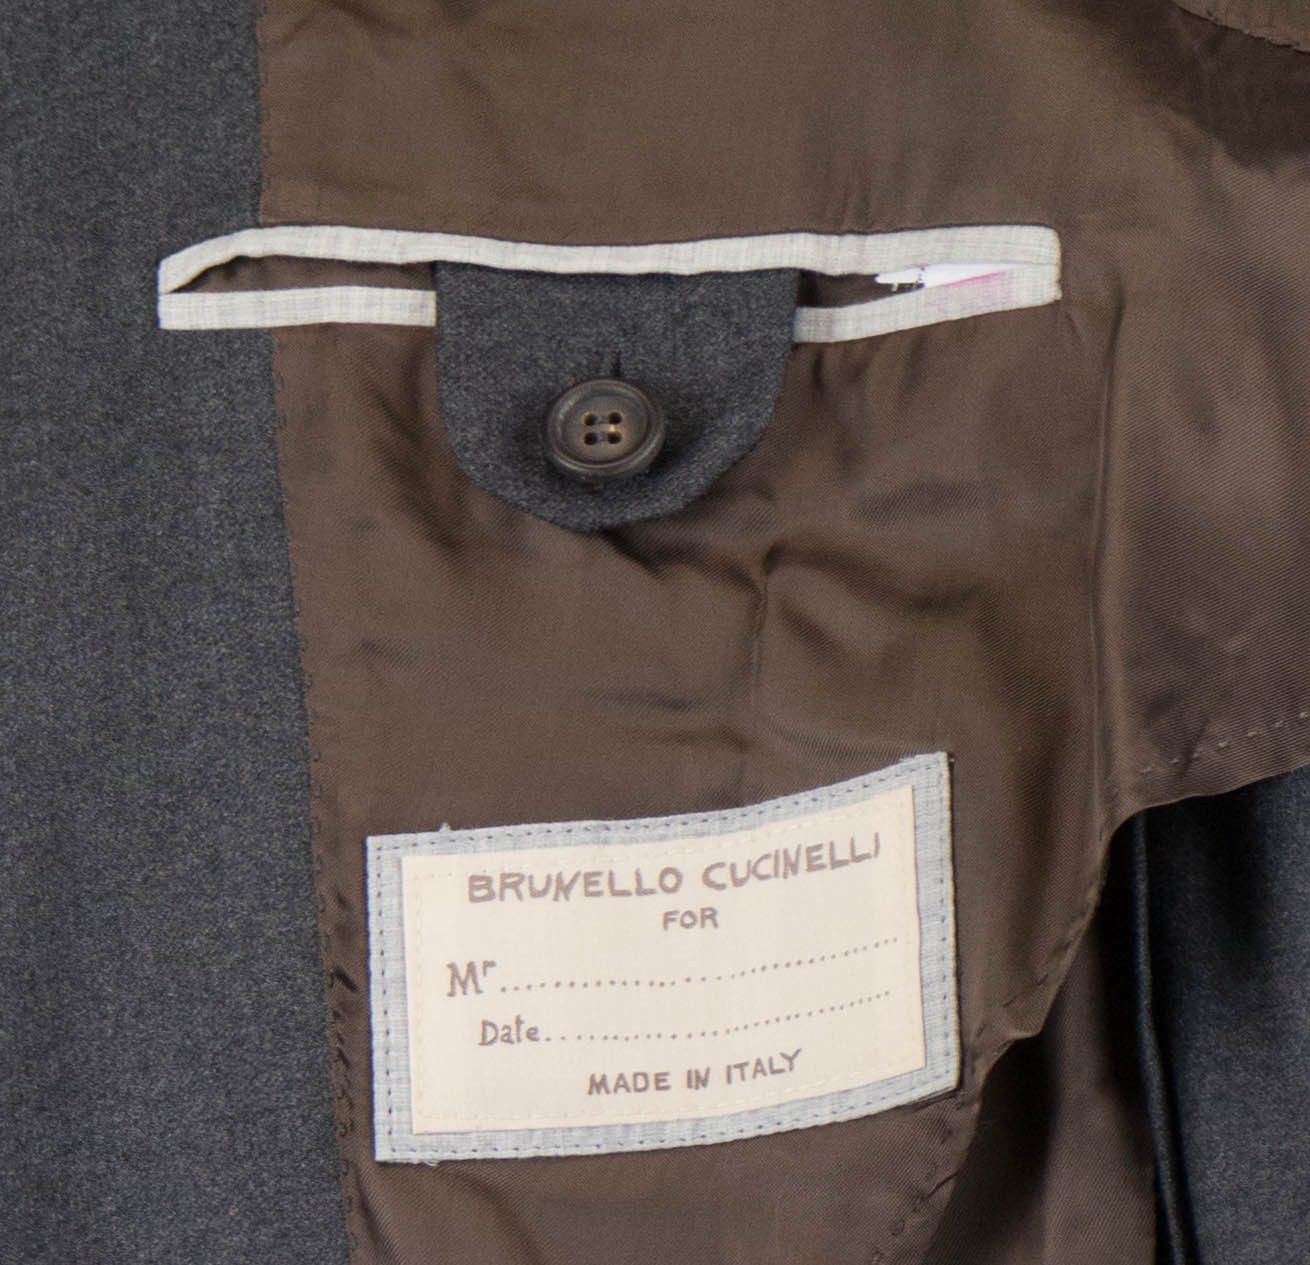 BRUNELLO CUCINELLI
FOR
Mr..............................
Date..............................
MADE IN ITALY